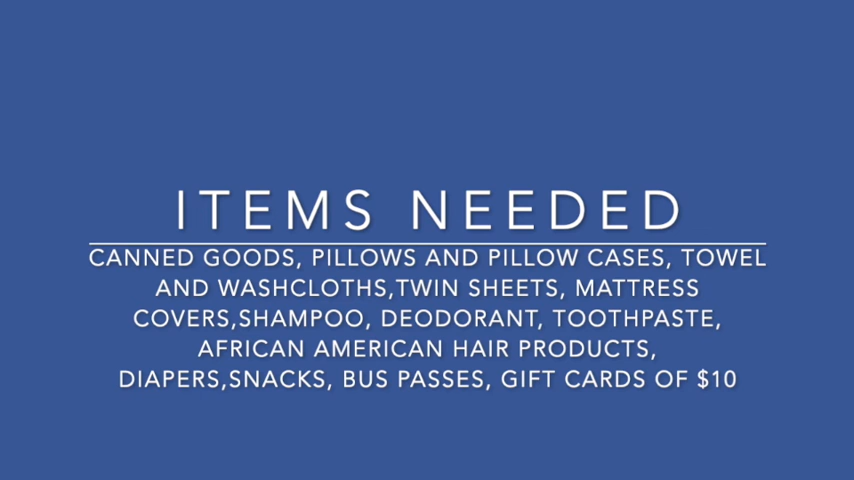 ITEMS NEEDED
CANNED GOODS, PILLOWS AND PILLOW CASES, TOWEL
AND WASHCLOTHS,TWIN SHEETS, MATTRESS
COVERS,SHAMPOO, DEODORANT, TOOTHPASTE,
AFRICAN AMERICAN HAIR PRODUCTS,
DIAPERS,SNACKS, BUS PASSES, GIFT CARDS OF $10